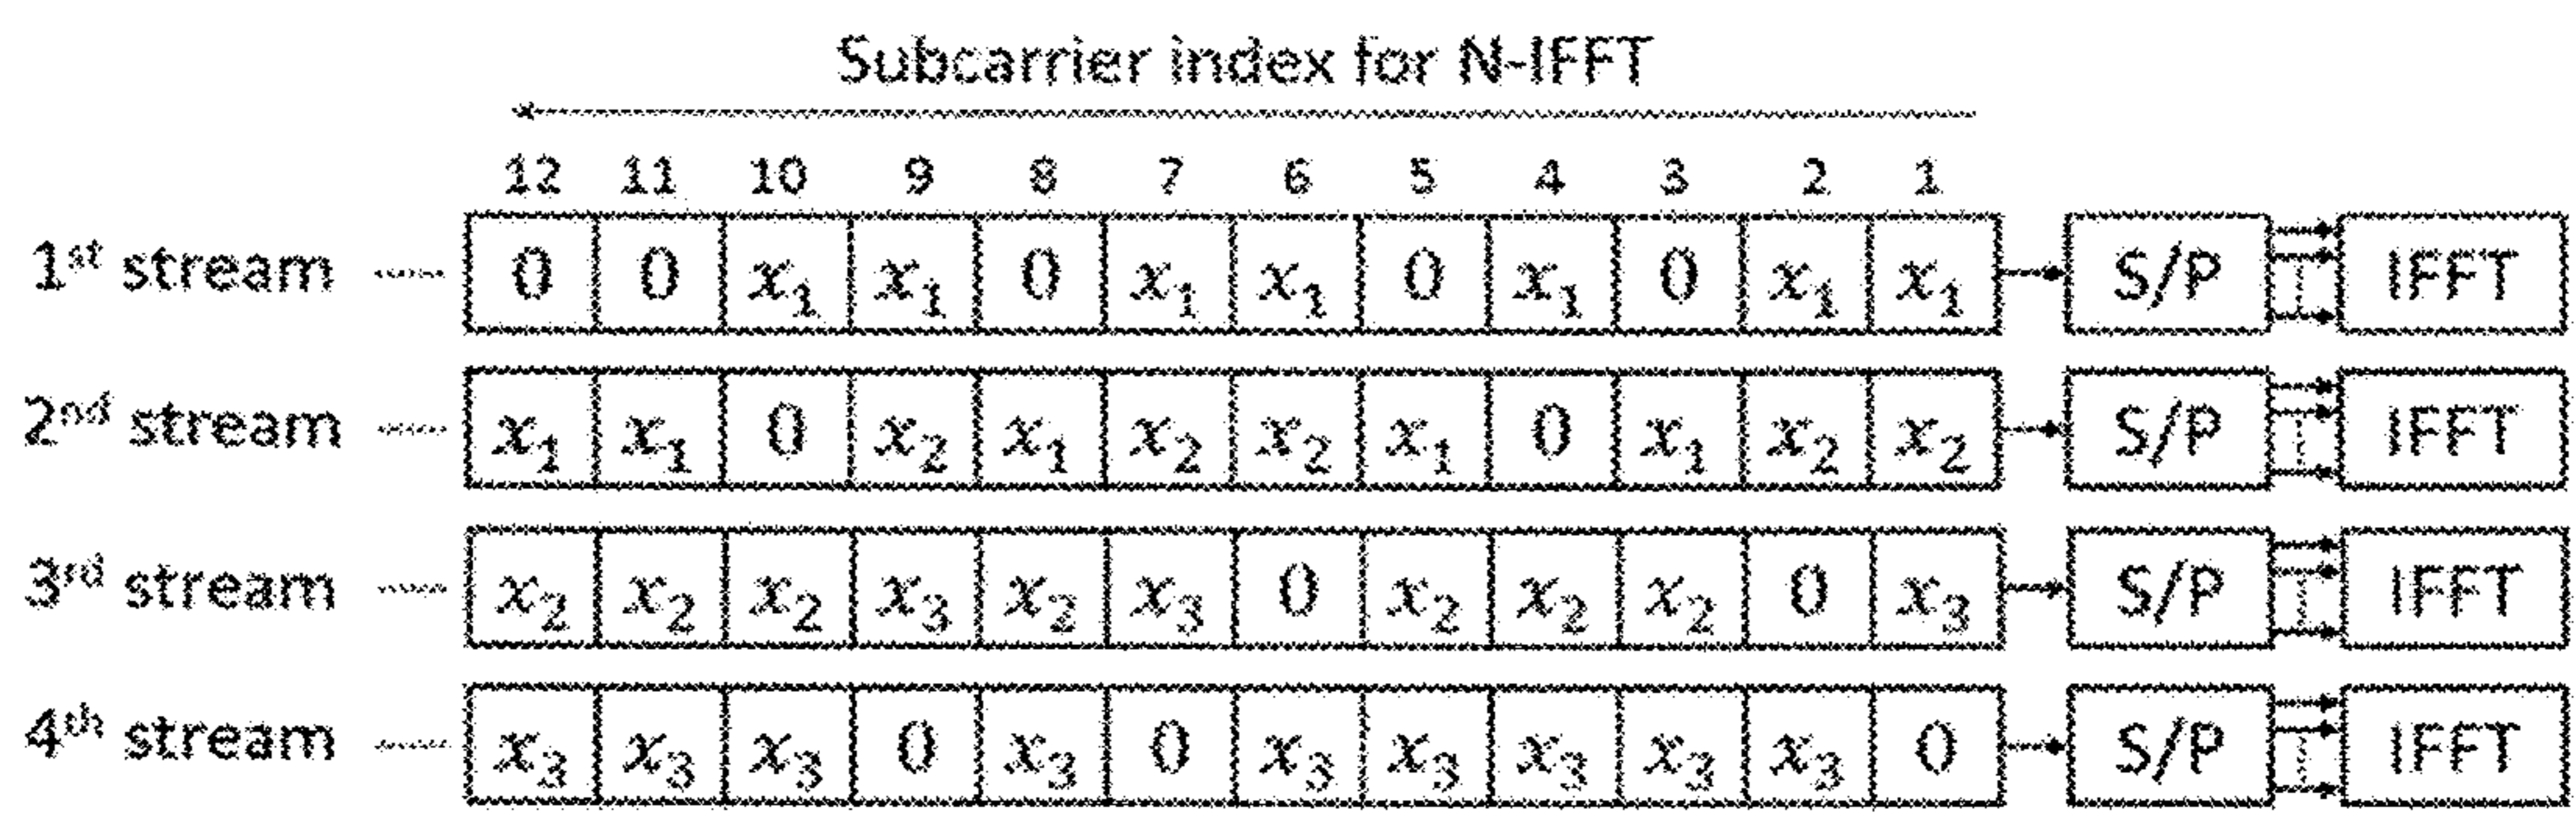 Subcarrier index for N-IFFT
12 11 10 9 8 7 6 5 4 3 2 1
1st stream 0 0 x₁ x₁ 0 x₁ x₁ 0 x₁ 0 x₁ x₁ S/P IFFT
2nd stream x₁ x₁ 0 x₂ x₁ x₂ x₂ x₁ 0 x₁ x₂ x₂ S/P IFFT
3rd stream x₂ x₂ x₂ x₃ x₂ x₃ 0 x₂ x₂ x₂ 0 x₃ S/P IFFT
4th stream x₃ x₃ x₃ 0 x₃ 0 x₃ x₃ x₃ x₃ x₃ 0 S/P IFFT